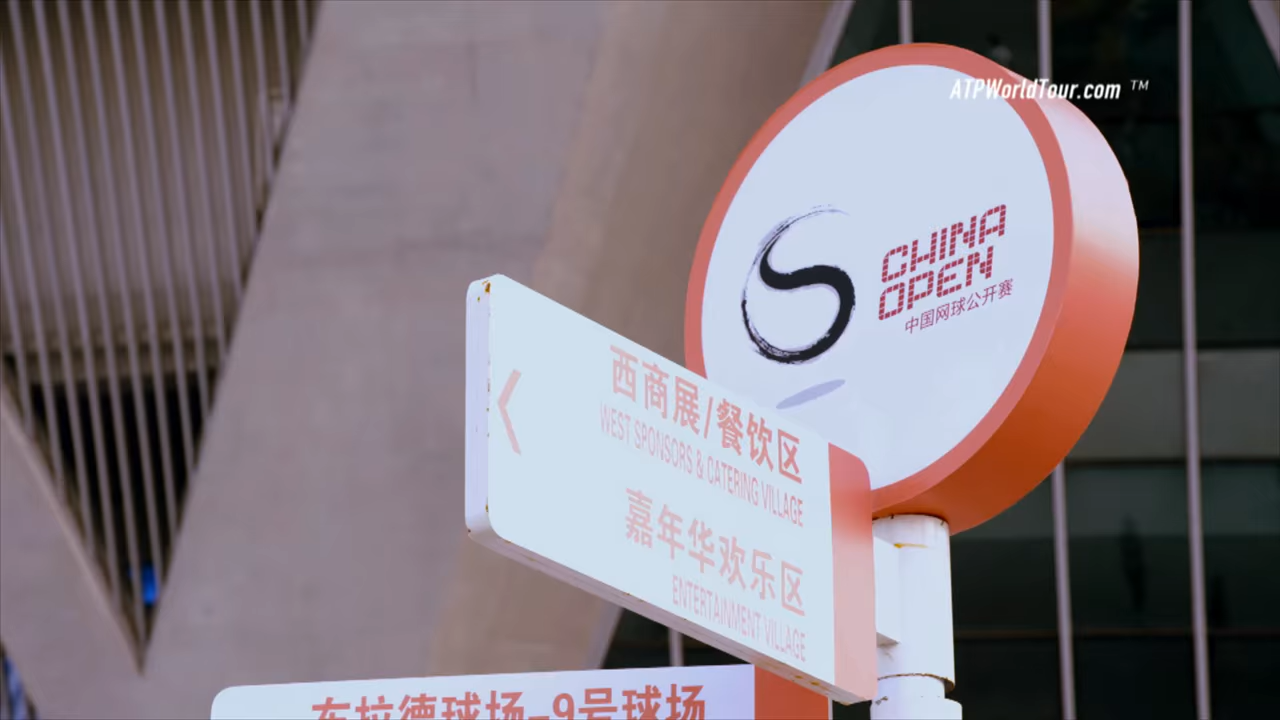 ATPWorldTour.com ™
CHINA
OPEN
中国网球公开赛
西商展/餐饮区
WEST SPONSORS & CATERING VILLAGE
嘉年华欢乐区
ENTERTAINMENT VILLAGE
布拉德球场-9号球场